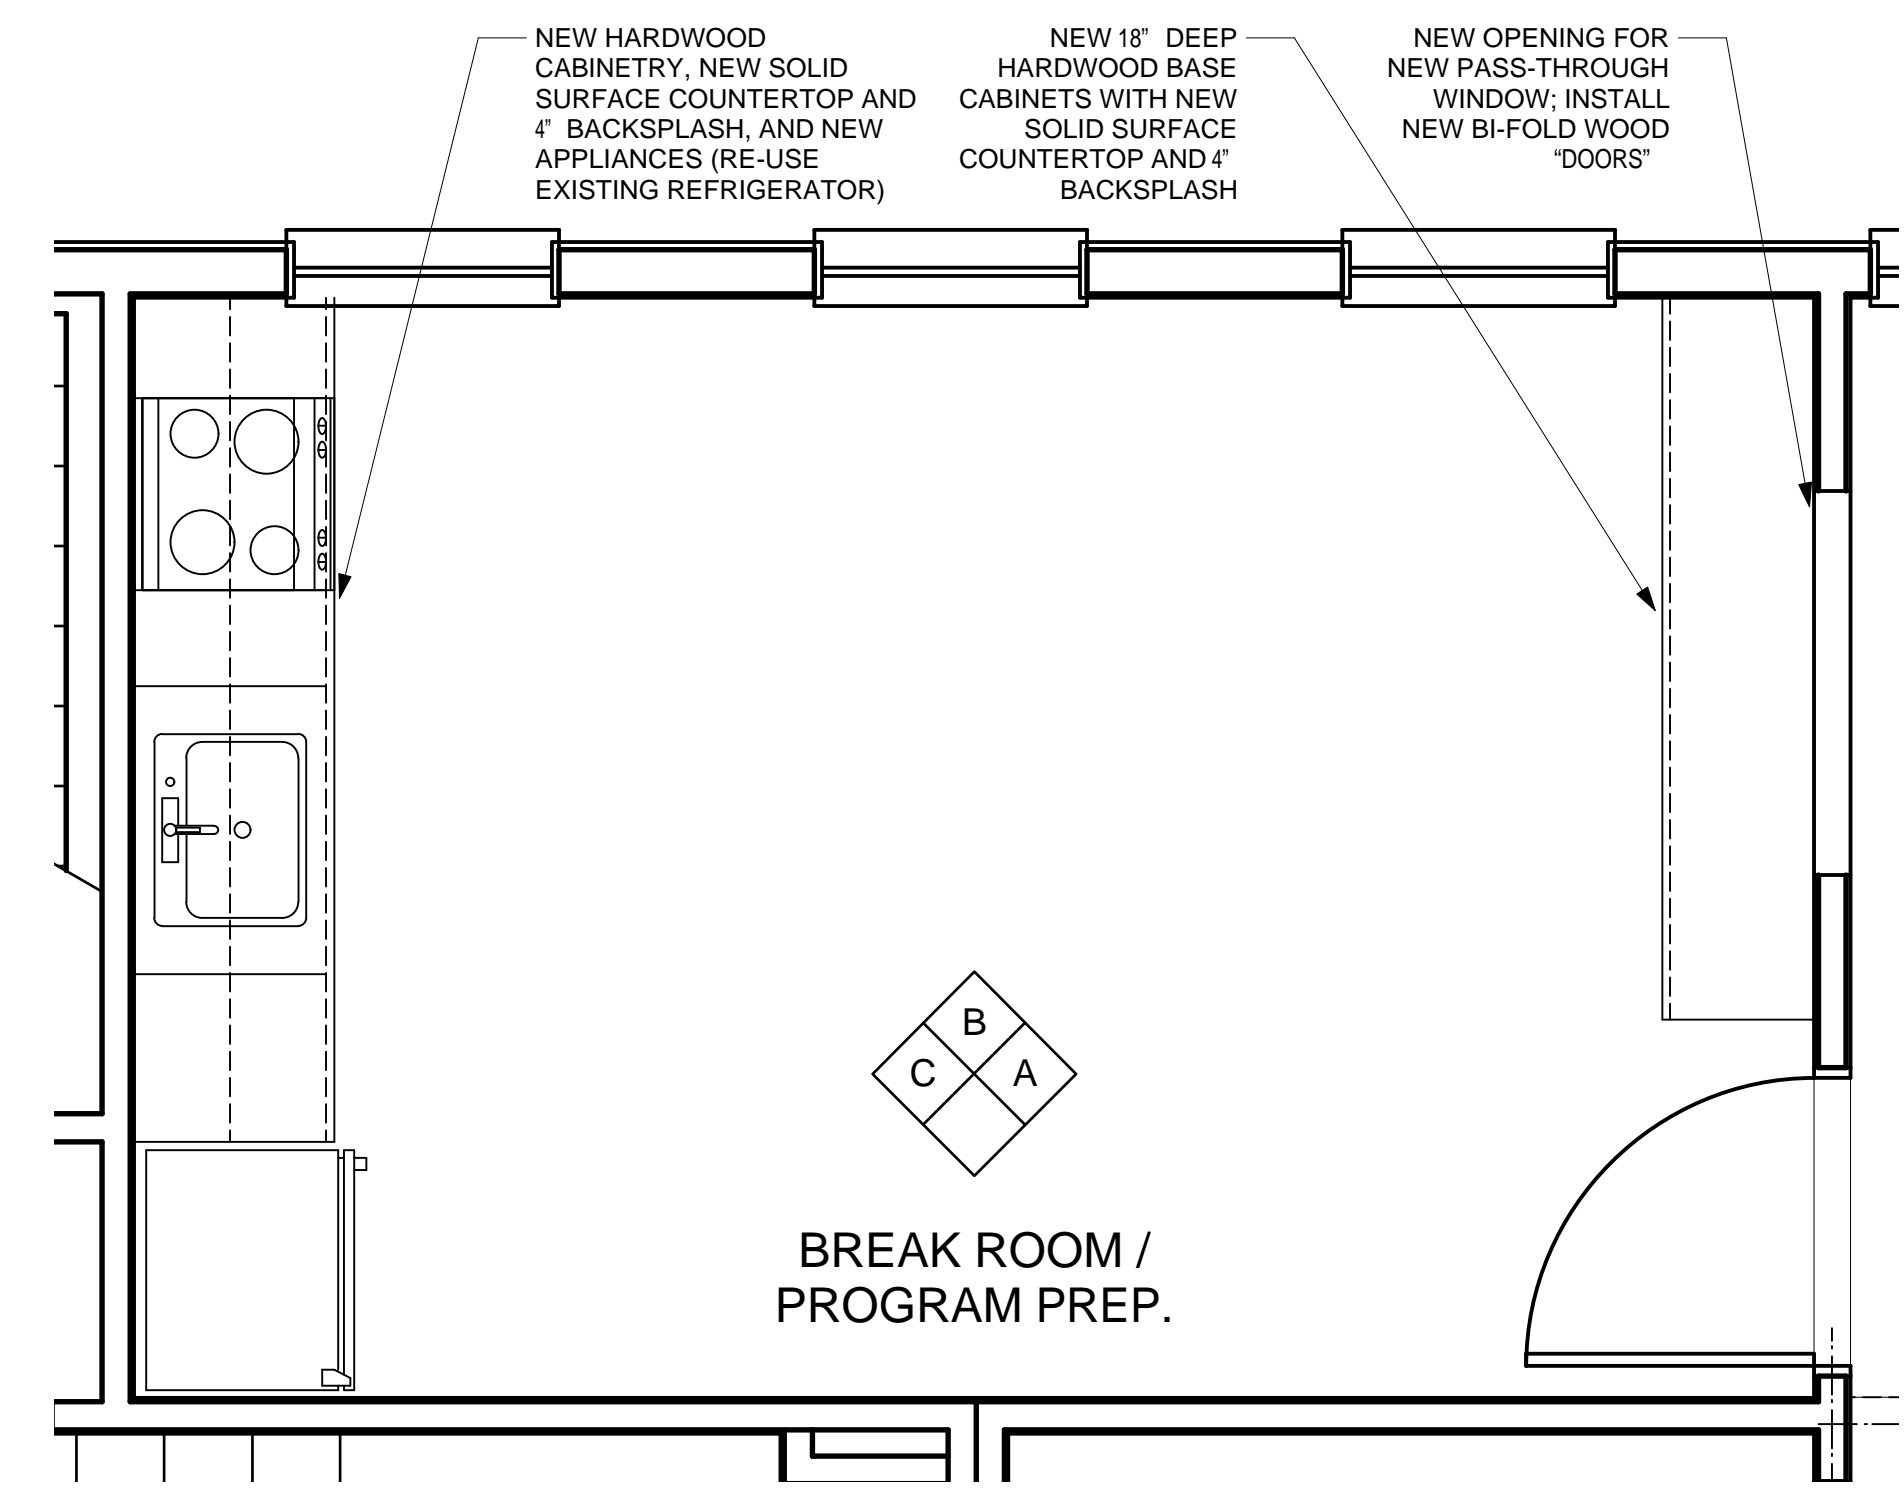 NEW HARDWOOD
CABINETRY, NEW SOLID
SURFACE COUNTERTOP AND
4” BACKSPLASH, AND NEW
APPLIANCES (RE-USE
EXISTING REFRIGERATOR)
NEW 18” DEEP
HARDWOOD BASE
CABINETS WITH NEW
SOLID SURFACE
COUNTERTOP AND 4”
BACKSPLASH
NEW OPENING FOR
NEW PASS-THROUGH
WINDOW; INSTALL
NEW BI-FOLD WOOD
“DOORS”
B
C A
BREAK ROOM /
PROGRAM PREP.